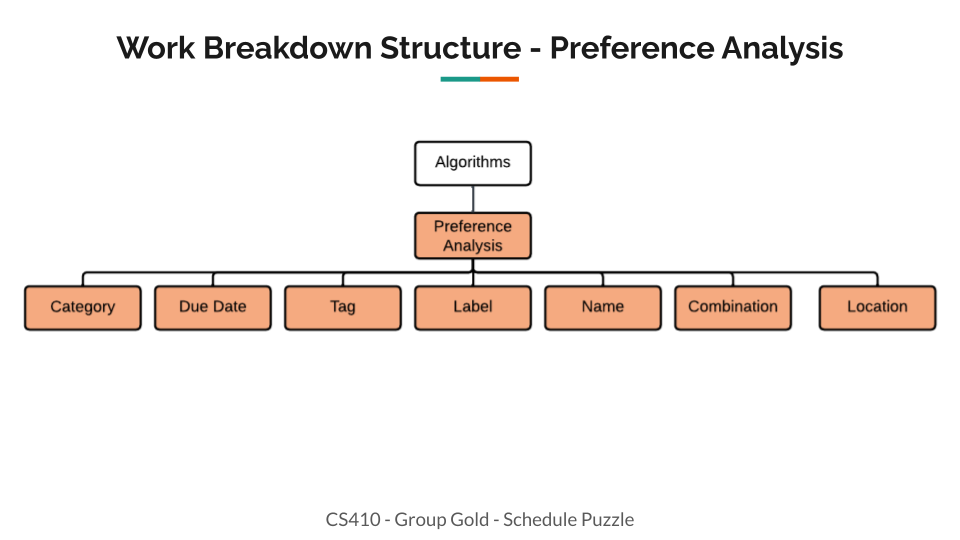 Work Breakdown Structure - Preference Analysis
Algorithms
Preference
Analysis
Category
Due Date
Tag
Label
Name
Combination
Location
CS410 - Group Gold - Schedule Puzzle